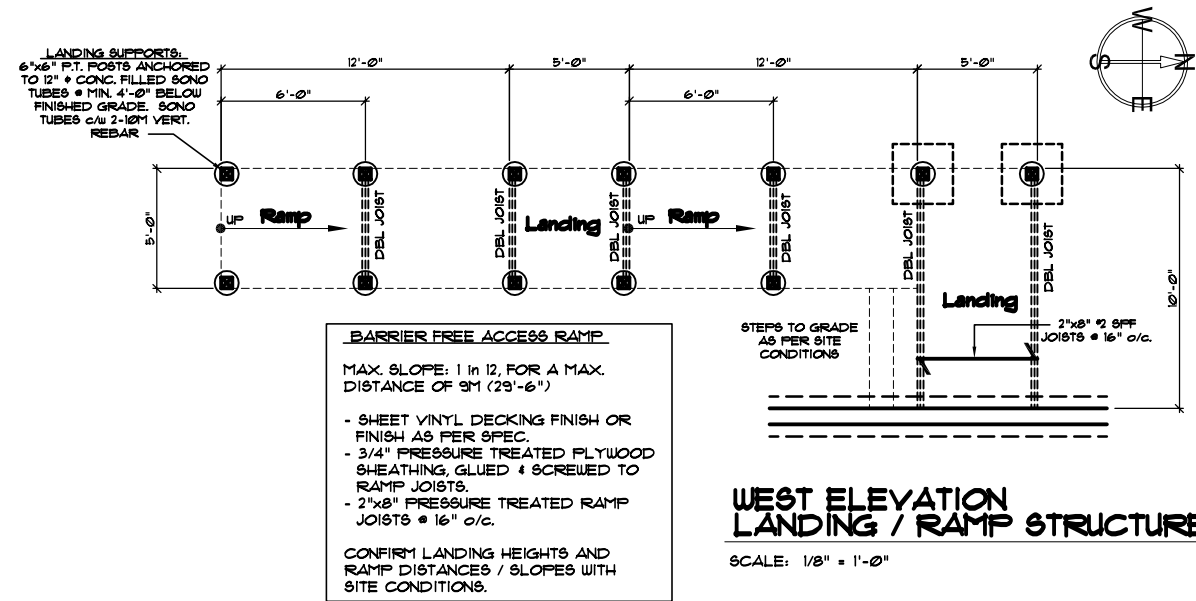 LANDING SUPPORTS:
6"x6" P.T. POSTS ANCHORED
TO 12" ϕ CONC. FILLED SONO
TUBES @ MIN. 4'-0" BELOW
FINISHED GRADE. SONO
TUBES c/w 2-10M VERT.
REBAR
12'-0"
5'-0"
12'-0"
5'-0"
6'-0"
6'-0"
W
S
N
E
5'-0"
UP
Ramp
DBL JOIST
DBL JOIST
Landing
DBL JOIST
UP
Ramp
DBL JOIST
DBL JOIST
DBL JOIST
Landing
10'-0"
STEPS TO GRADE
AS PER SITE
CONDITIONS
2"x8" #2 SPF
JOISTS @ 16" o/c.
BARRIER FREE ACCESS RAMP
MAX. SLOPE: 1 in 12, FOR A MAX.
DISTANCE OF 9M (29'-6")
- SHEET VINYL DECKING FINISH OR
FINISH AS PER SPEC.
- 3/4" PRESSURE TREATED PLYWOOD
SHEATHING, GLUED & SCREWED TO
RAMP JOISTS.
- 2"x8" PRESSURE TREATED RAMP
JOISTS @ 16" o/c.
CONFIRM LANDING HEIGHTS AND
RAMP DISTANCES / SLOPES WITH
SITE CONDITIONS.
WEST ELEVATION
LANDING / RAMP STRUCTURE
SCALE: 1/8" = 1'-0"